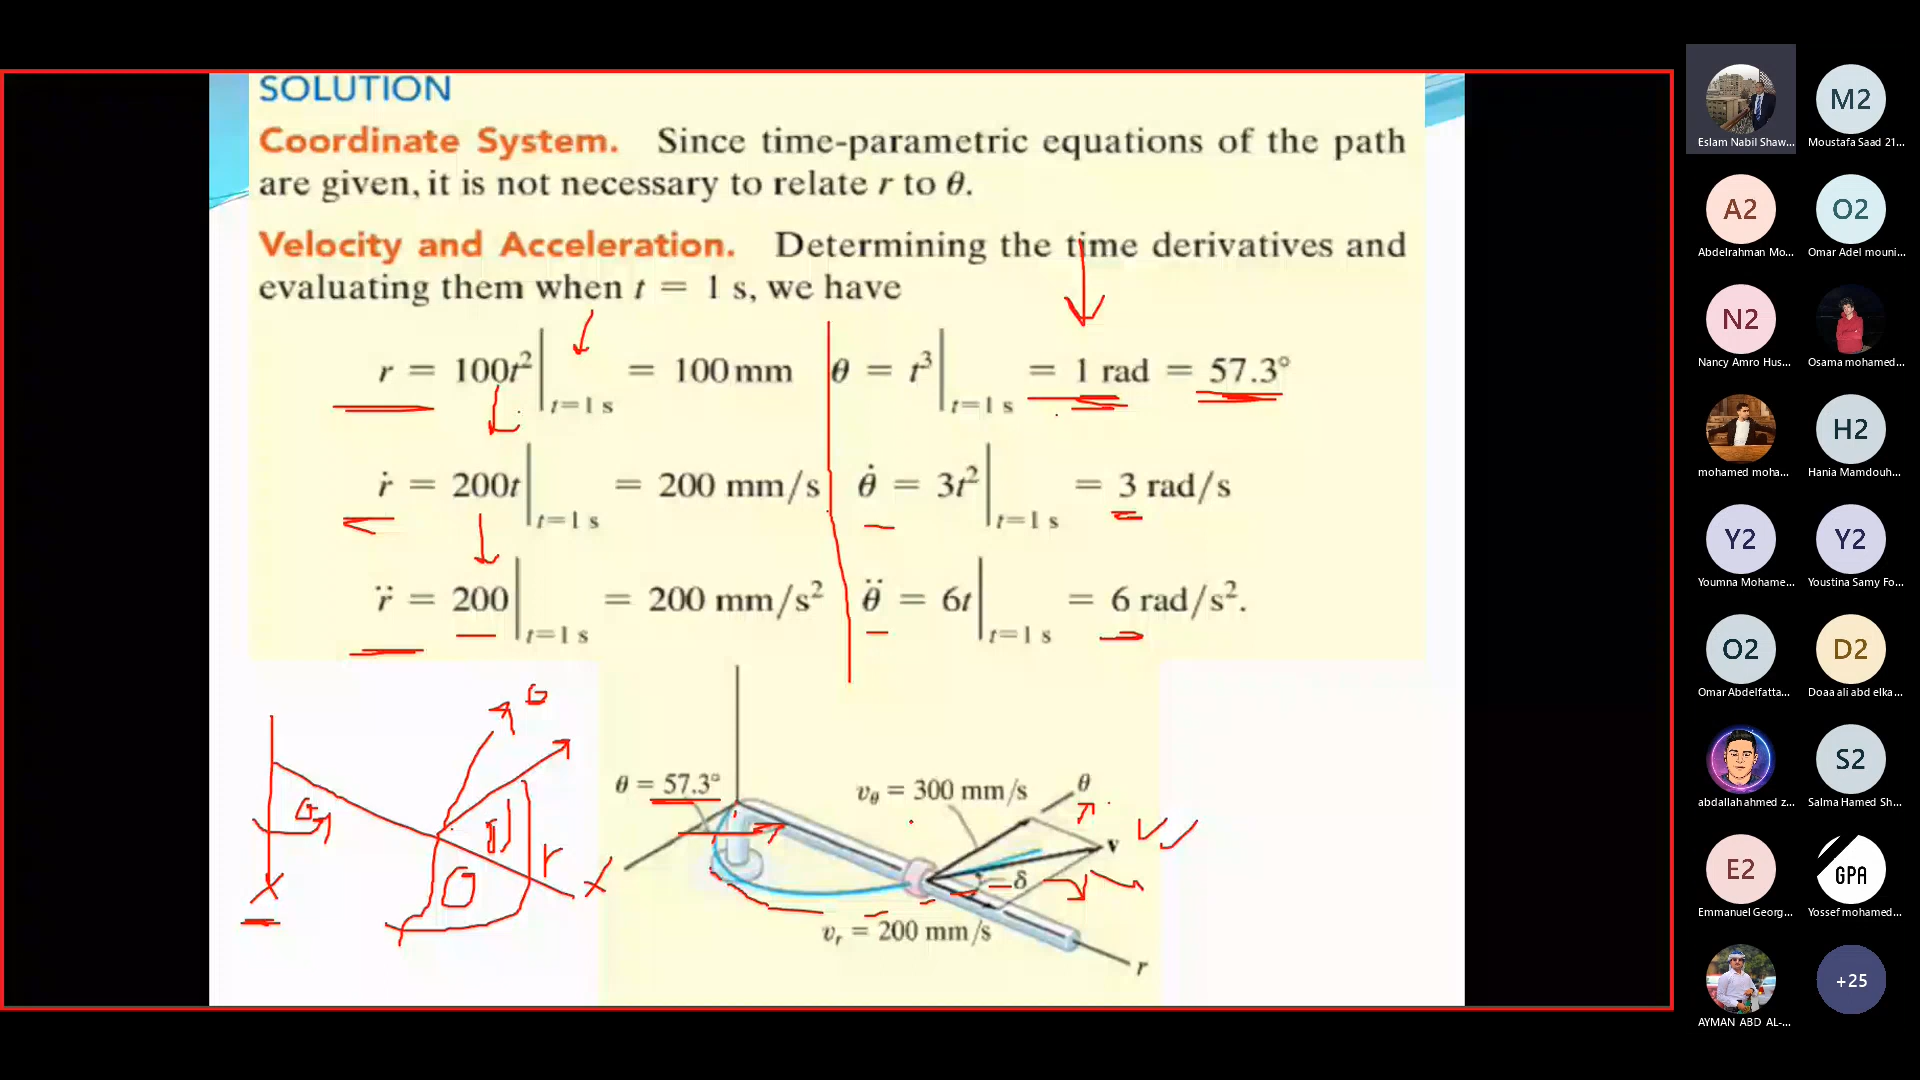 SOLUTION
Coordinate System. Since time-parametric equations of the path
are given, it is not necessary to relate r to θ.
Velocity and Acceleration. Determining the time derivatives and
evaluating them when t = 1 s, we have
r = 100t²|t=1 s = 100 mm θ = t³|t=1 s = 1 rad = 57.3°
ṙ = 200t|t=1 s = 200 mm/s θ̇ = 3t²|t=1 s = 3 rad/s
r̈ = 200|t=1 s = 200 mm/s² θ̈ = 6t|t=1 s = 6 rad/s².
θ = 57.3°
vθ = 300 mm/s
θ
v
δ
vr = 200 mm/s
r
r
X
Eslam Nabil Shaw...
M2
Moustafa Saad 21...
A2
Abdelrahman Mo...
O2
Omar Adel mouni...
N2
Nancy Amro Hus...
Osama mohamed...
mohamed moha...
H2
Hania Mamdouh...
Y2
Youmna Mohame...
Y2
Youstina Samy Fo...
O2
Omar Abdelfatta...
D2
Doaa ali abd elka...
abdallah ahmed z...
S2
Salma Hamed Sh...
E2
Emmanuel Georg...
GPA
Yossef mohamed...
AYMAN ABD AL-...
+25